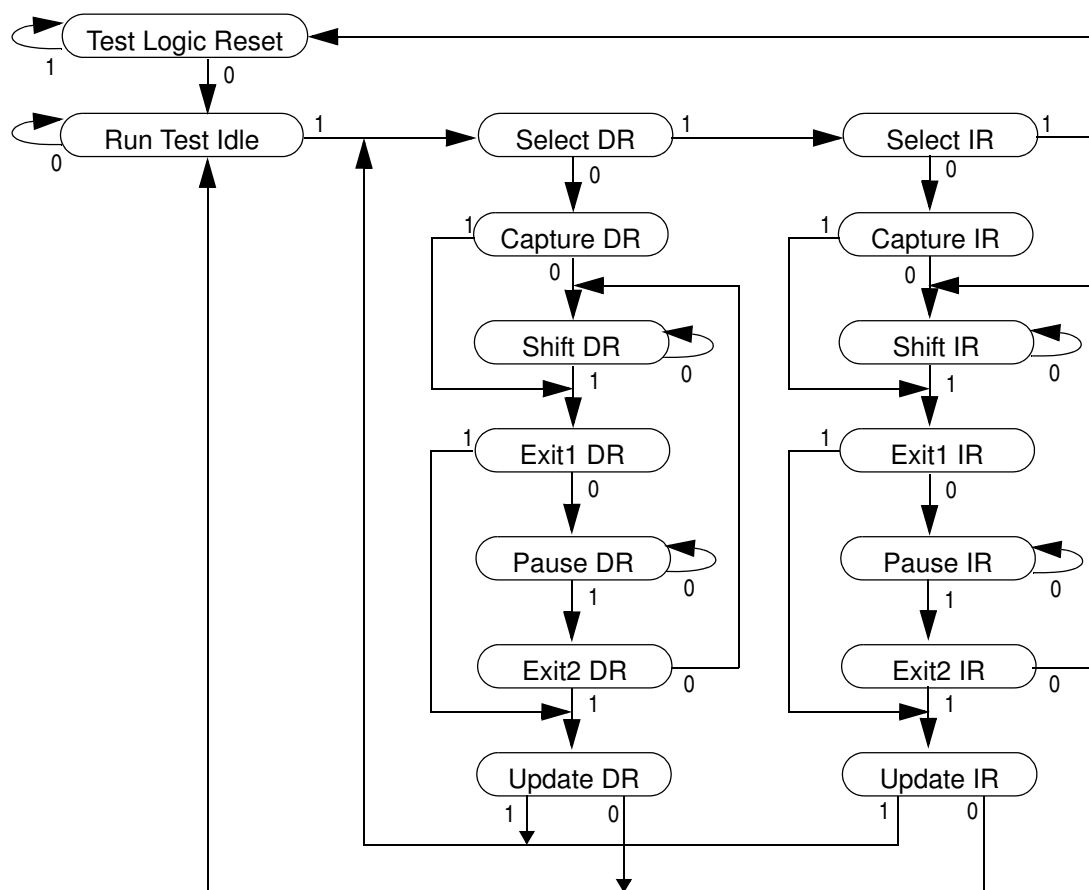 Test Logic Reset
1
0
Run Test Idle
1
Select DR
1
Select IR
1
0
0
0
1
Capture DR
1
Capture IR
0
0
Shift DR
Shift IR
0
0
1
1
1
Exit1 DR
1
Exit1 IR
0
0
Pause DR
Pause IR
0
0
1
1
Exit2 DR
Exit2 IR
0
0
1
1
Update DR
Update IR
1
0
1
0